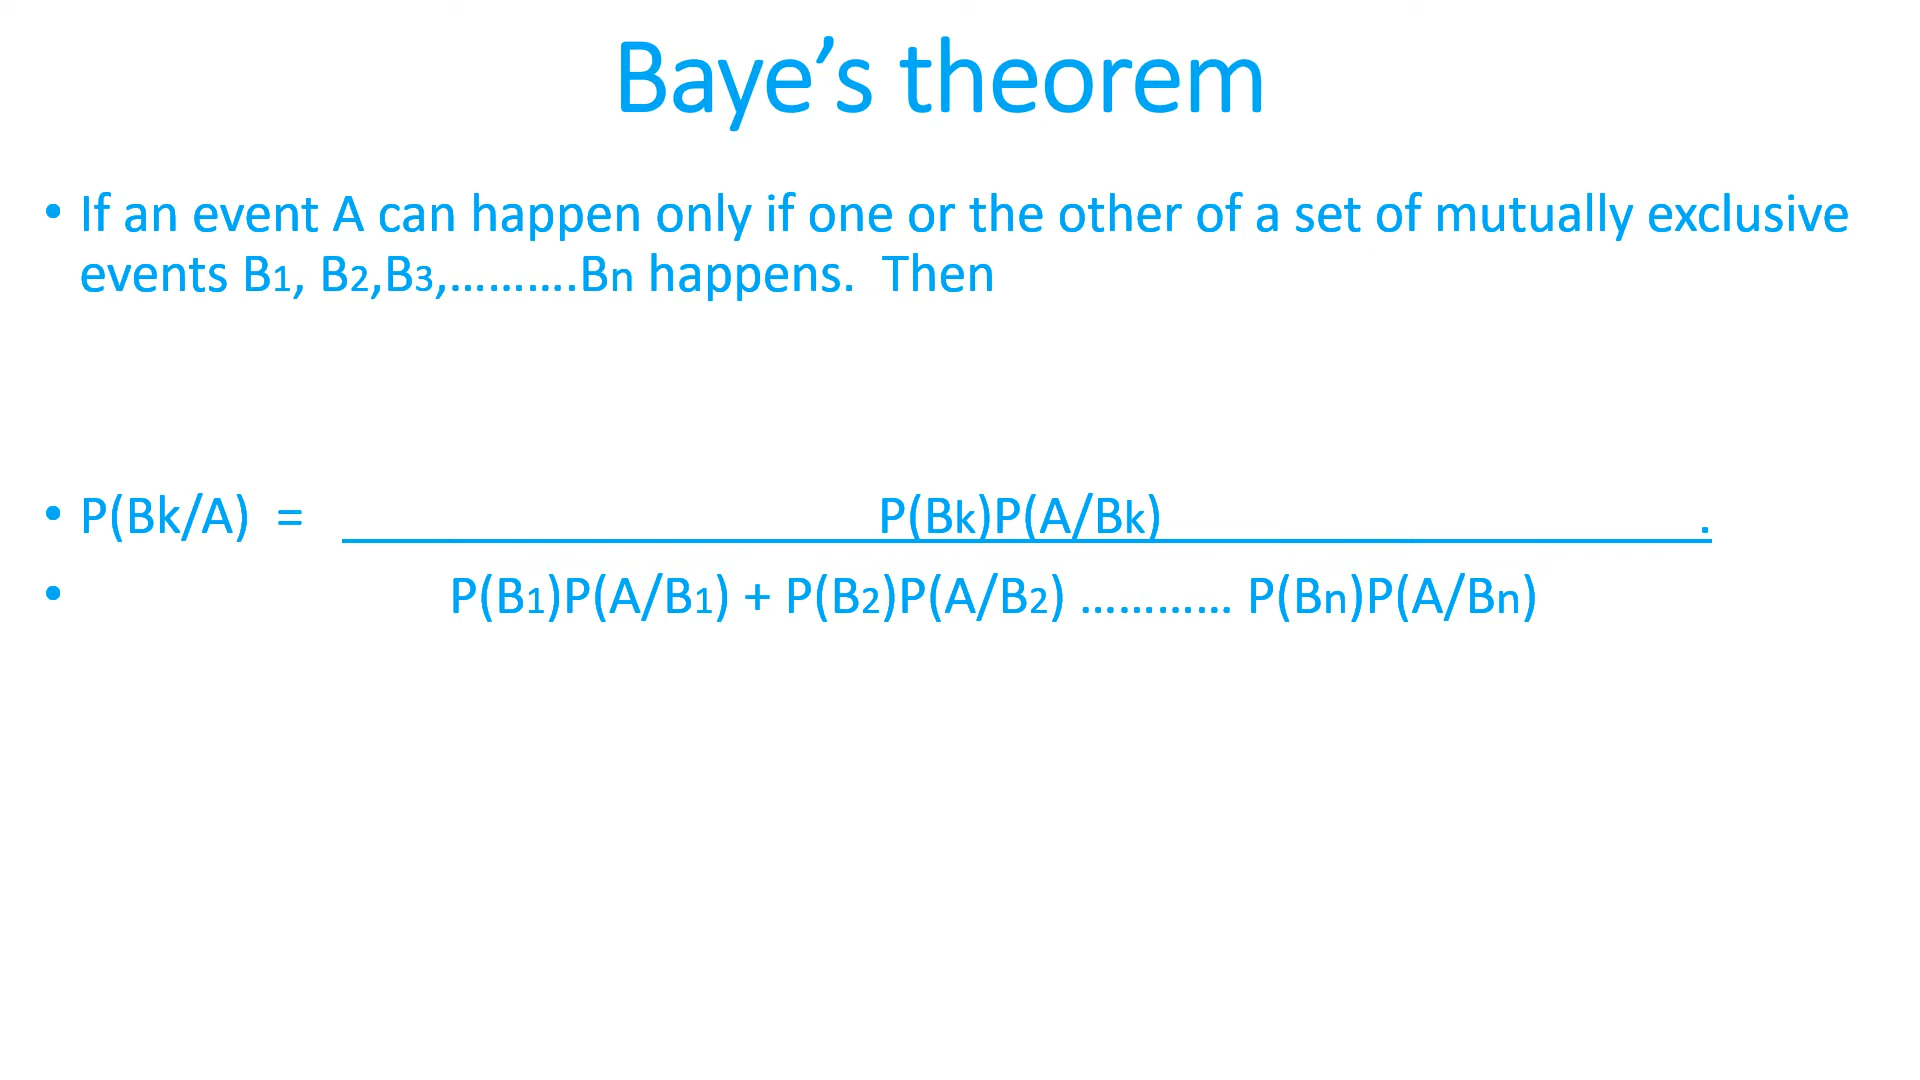 Baye’s theorem
• If an event A can happen only if one or the other of a set of mutually exclusive
events B1, B2,B3,……….Bn happens.  Then
• P(Bk/A)  =  P(Bk)P(A/Bk) .
• P(B1)P(A/B1) + P(B2)P(A/B2) ………… P(Bn)P(A/Bn)